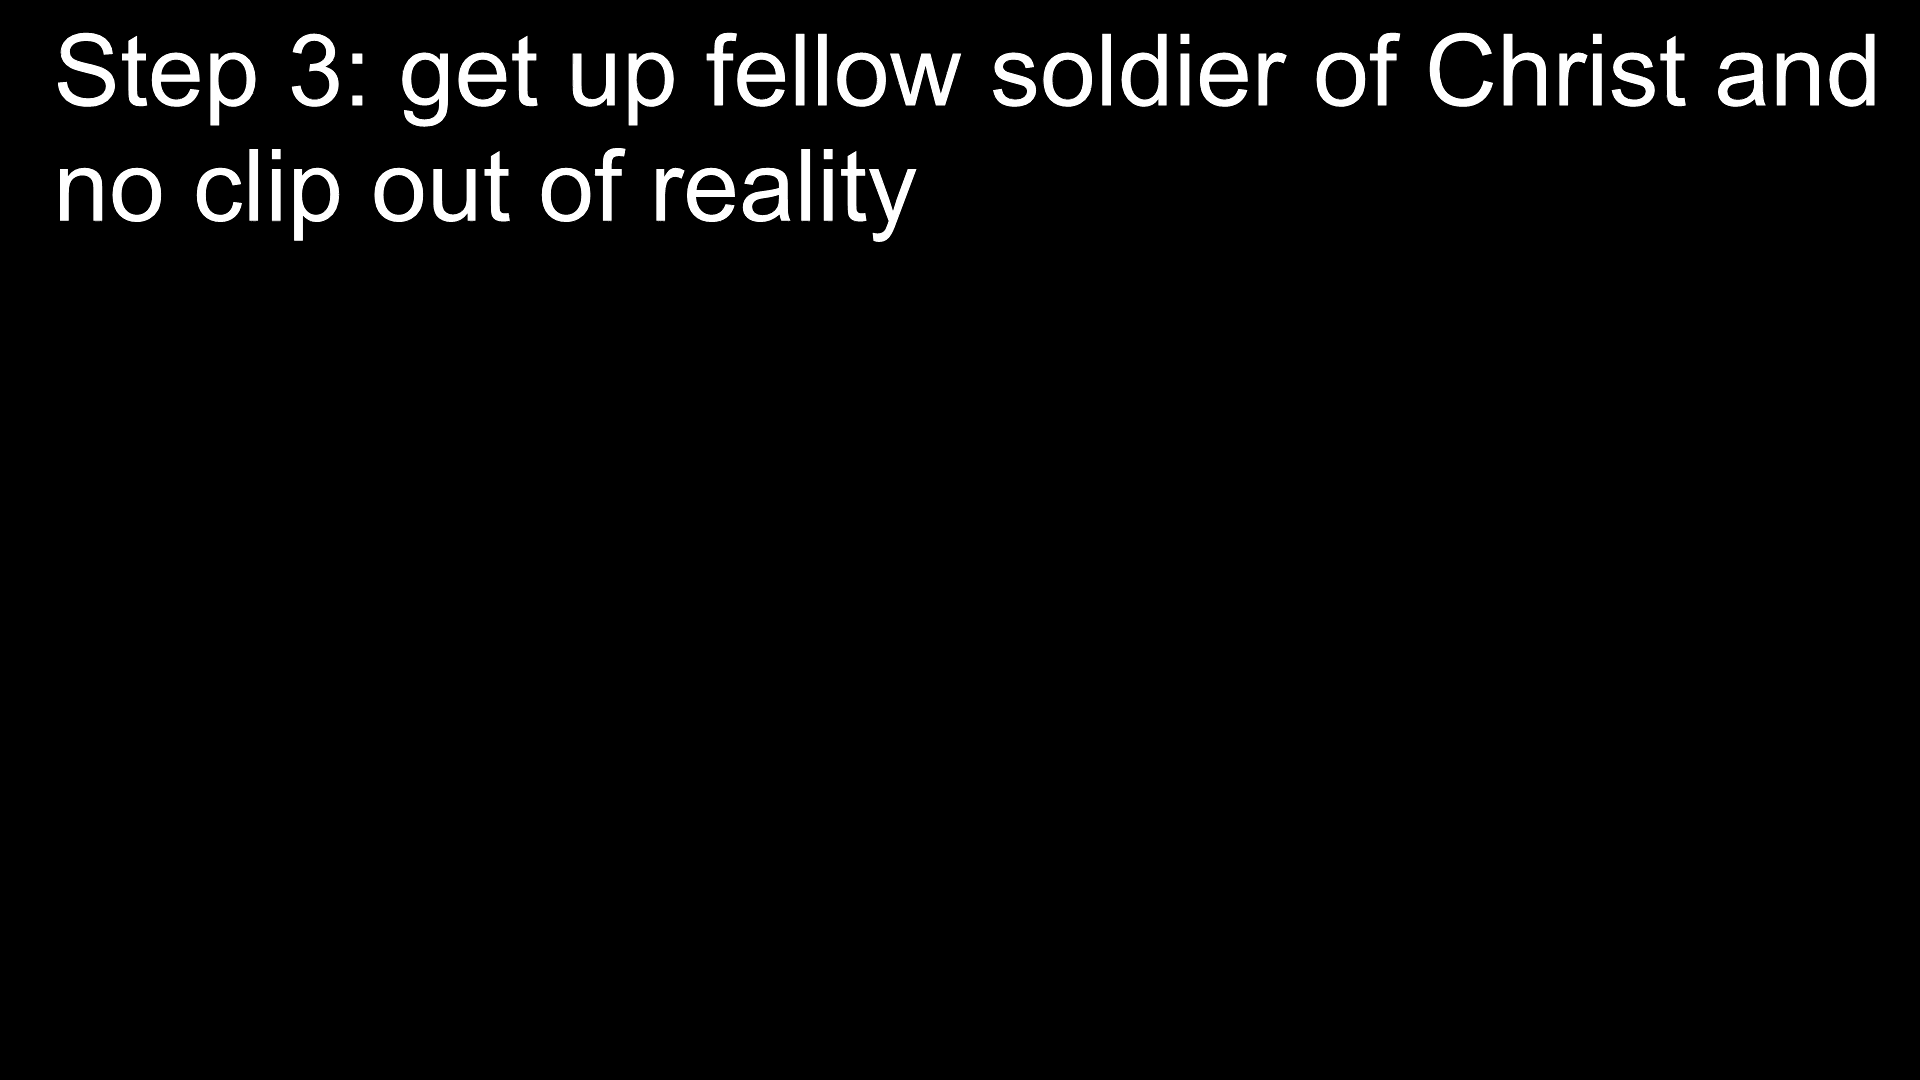 Step 3: get up fellow soldier of Christ and
no clip out of reality